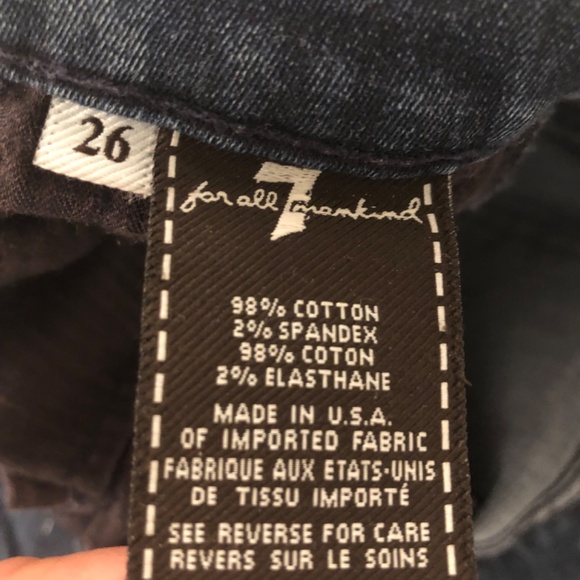 26
7
for all mankind
98% COTTON
2% SPANDEX
98% COTON
2% ELASTHANE
MADE IN U.S.A.
OF IMPORTED FABRIC
FABRIQUE AUX ETATS-UNIS
DE TISSU IMPORTÉ
SEE REVERSE FOR CARE
REVERS SUR LE SOINS